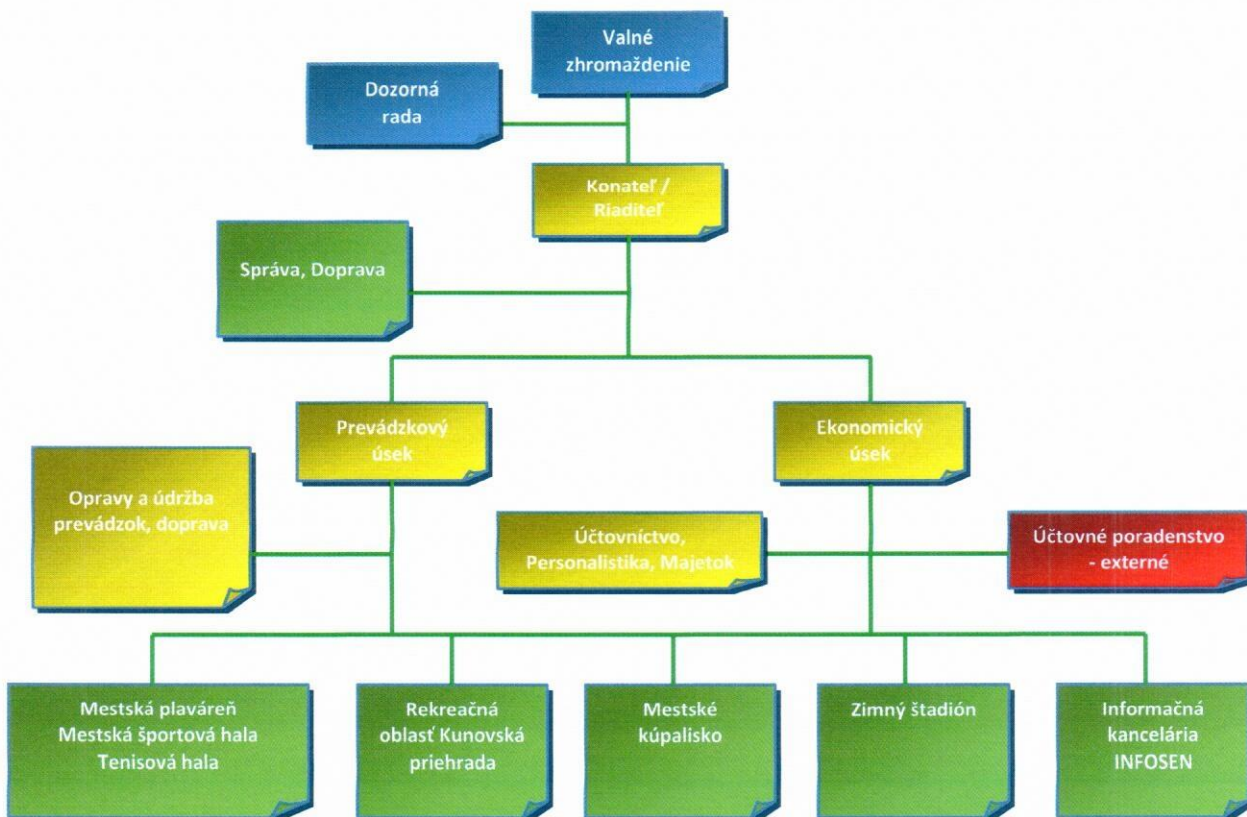 Valné
zhromaždenie
Dozorná
rada
Konateľ /
Riaditeľ
Správa, Doprava
Prevádzkový
úsek
Ekonomický
úsek
Opravy a údržba
prevádzok, doprava
Účtovníctvo,
Personalistika, Majetok
Účtovné poradenstvo
- externé
Mestská plaváreň
Mestská športová hala
Tenisová hala
Rekreačná
oblasť Kunovská
priehrada
Mestské
kúpalisko
Zimný štadión
Informačná
kancelária
INFOSEN